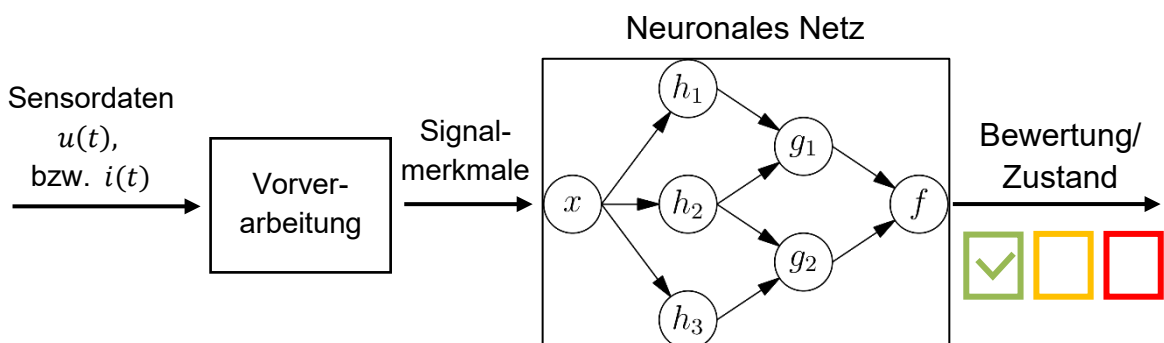 Neuronales Netz
Sensordaten
u(t),
bzw. i(t)
Vorver-
arbeitung
Signal-
merkmale
x
h₁
h₂
h₃
g₁
g₂
f
Bewertung/
Zustand